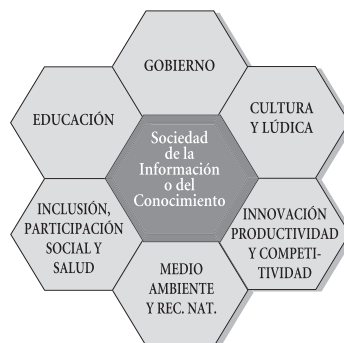 GOBIERNO
CULTURA
Y LÚDICA
EDUCACIÓN
Sociedad
de la
Información
o del
Conocimiento
INCLUSIÓN,
PARTICIPACIÓN
SOCIAL Y
SALUD
INNOVACIÓN
PRODUCTIVIDAD
Y COMPETI-
TIVIDAD
MEDIO
AMBIENTE
Y REC. NAT.